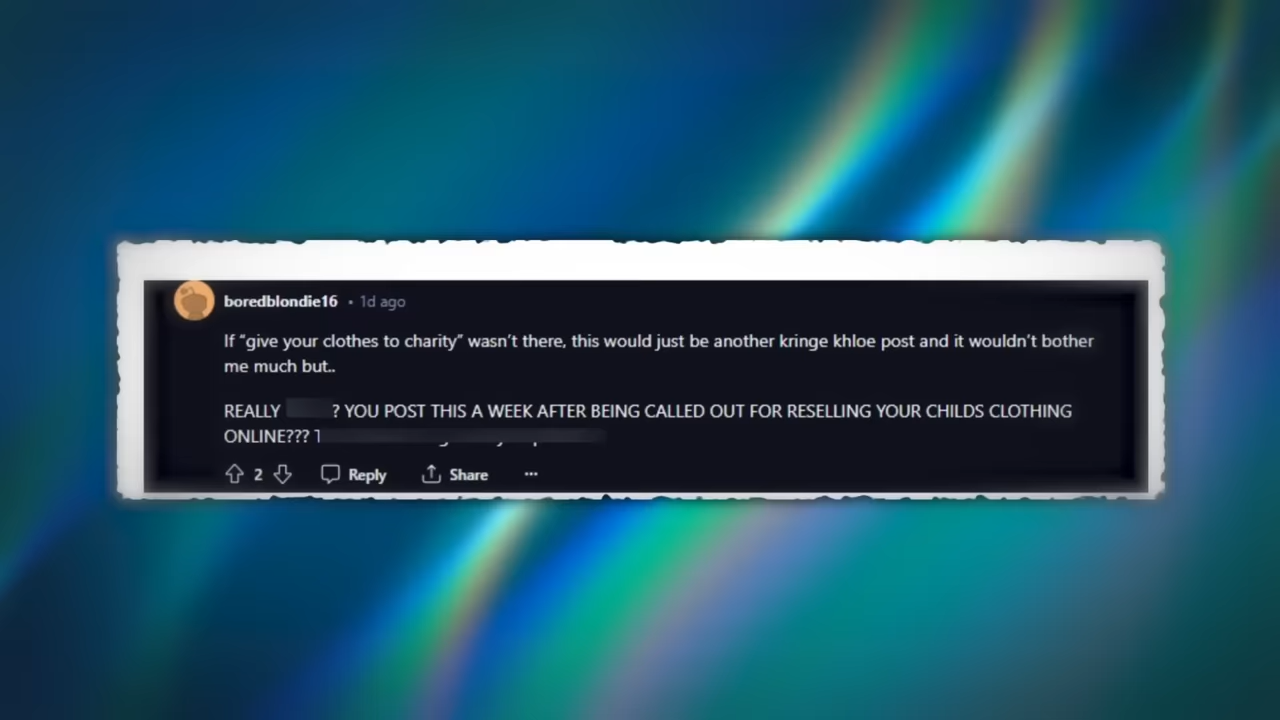 boredblondie16 • 1d ago
If “give your clothes to charity” wasn’t there, this would just be another kringe khloe post and it wouldn’t bother
me much but..
REALLY ? YOU POST THIS A WEEK AFTER BEING CALLED OUT FOR RESELLING YOUR CHILDS CLOTHING
ONLINE???
2 Reply Share ...